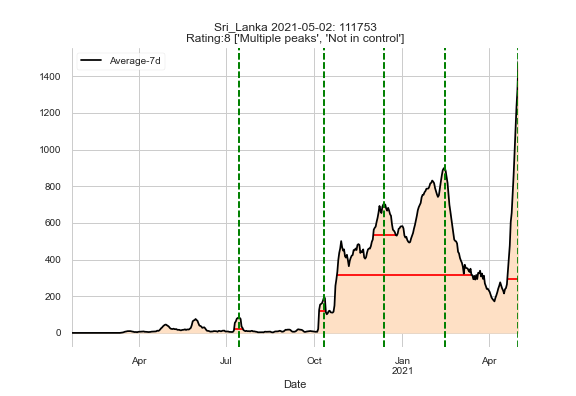 Sri_Lanka 2021-05-02: 111753
Rating:8 ['Multiple peaks', 'Not in control']
Average-7d
1400
1200
1000
800
600
400
200
0
Apr
Jul
Oct
Jan
2021
Apr
Date